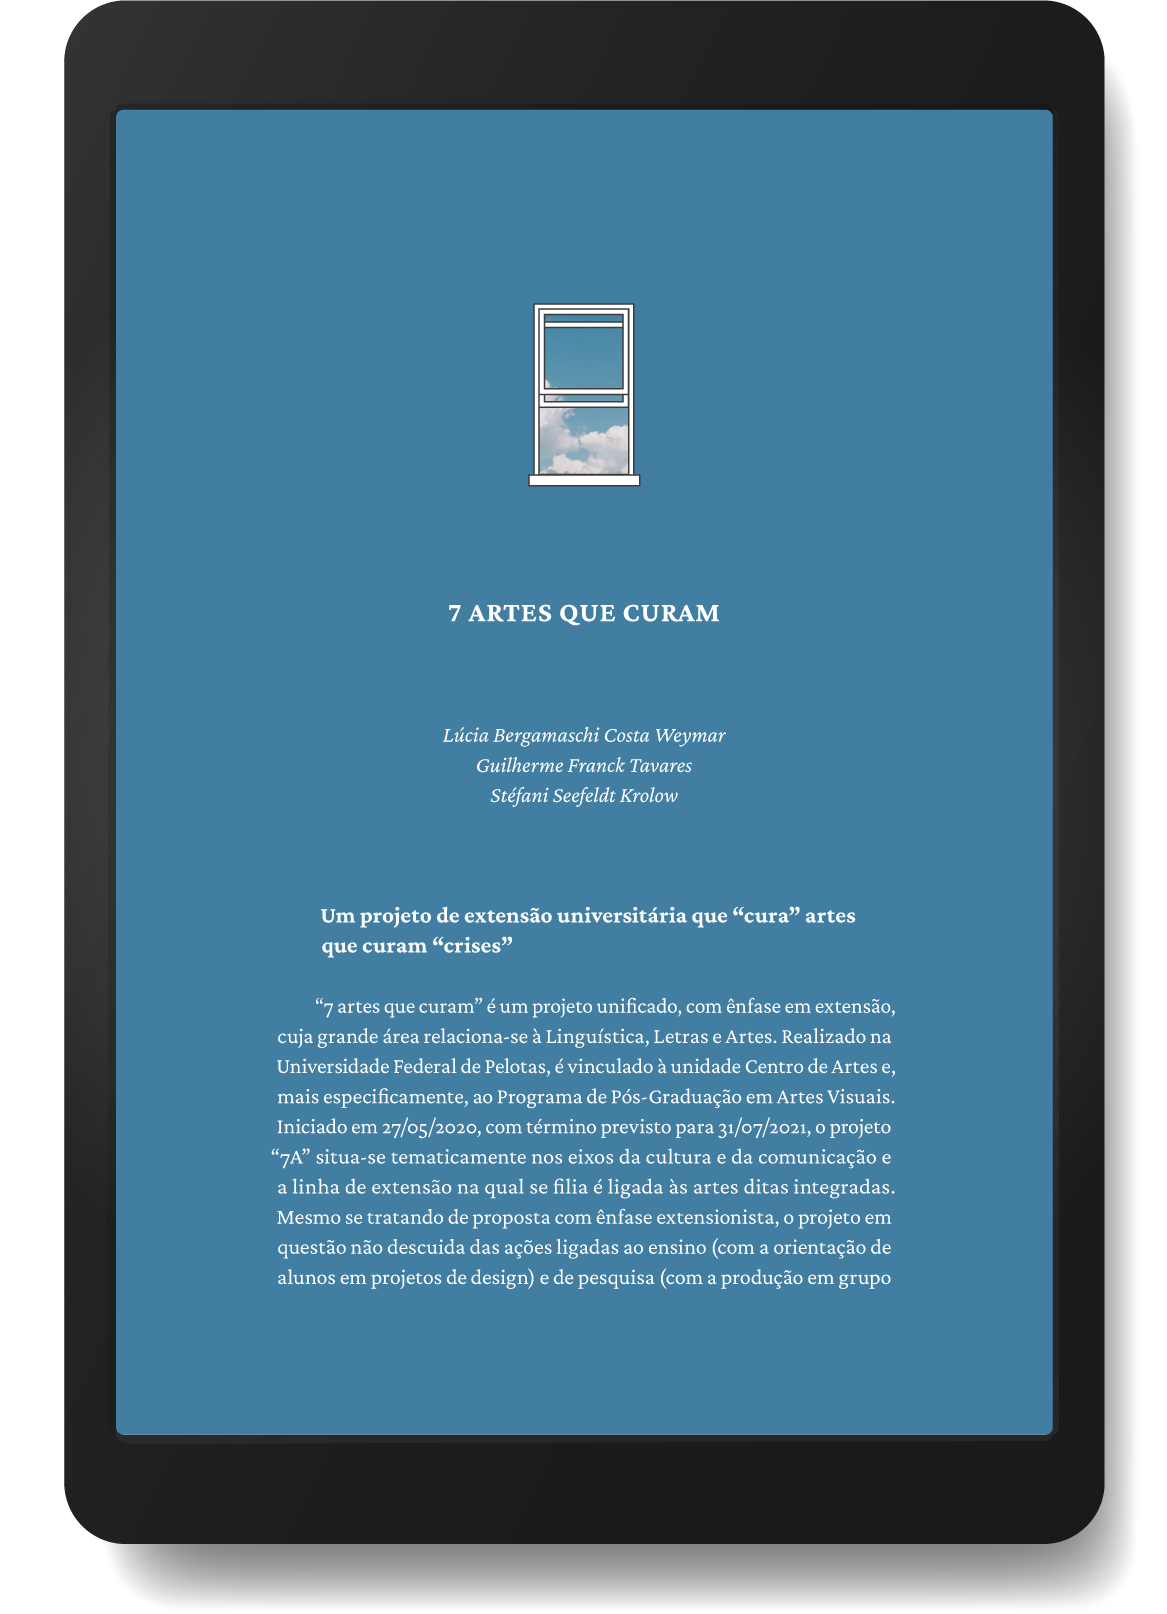 7 ARTES QUE CURAM
Lúcia Bergamaschi Costa Weymar
Guilherme Franck Tavares
Stéfani Seefeldt Krolow
Um projeto de extensão universitária que “cura” artes
que curam “crises”
“7 artes que curam” é um projeto unificado, com ênfase em extensão,
cuja grande área relaciona-se à Linguística, Letras e Artes. Realizado na
Universidade Federal de Pelotas, é vinculado à unidade Centro de Artes e,
mais especificamente, ao Programa de Pós-Graduação em Artes Visuais.
Iniciado em 27/05/2020, com término previsto para 31/07/2021, o projeto
“7A” situa-se tematicamente nos eixos da cultura e da comunicação e
a linha de extensão na qual se filia é ligada às artes ditas integradas.
Mesmo se tratando de proposta com ênfase extensionista, o projeto em
questão não descuida das ações ligadas ao ensino (com a orientação de
alunos em projetos de design) e de pesquisa (com a produção em grupo